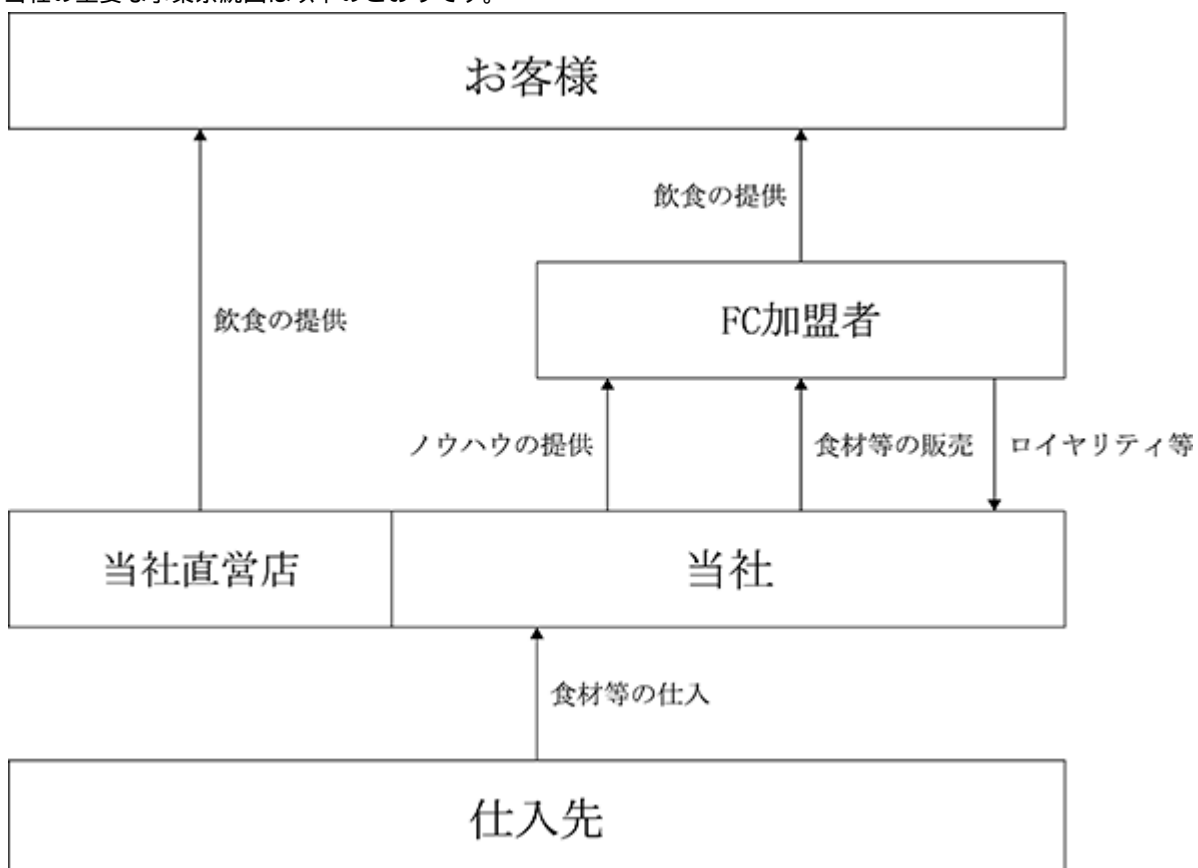 当社の主要な事業系統図は以下のとおりです。
お客様
飲食の提供
FC加盟者
飲食の提供
ノウハウの提供
食材等の販売
ロイヤリティ等
当社直営店
当社
食材等の仕入
仕入先